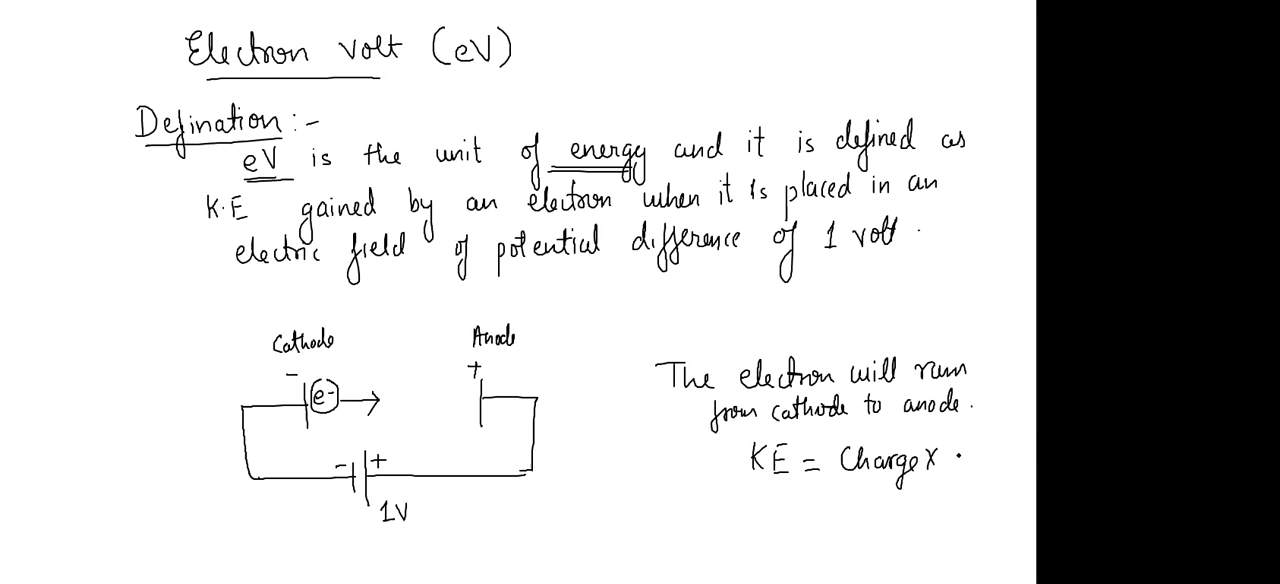 Electron volt (eV)
Defination :-
eV is the unit of energy and it is defined as
K.E gained by an electron when it is placed in an
electric field of potential difference of 1 volt .
Cathode Anode
- +
e-
- +
1V
The electron will run
from cathode to anode.
KE = Charge x .